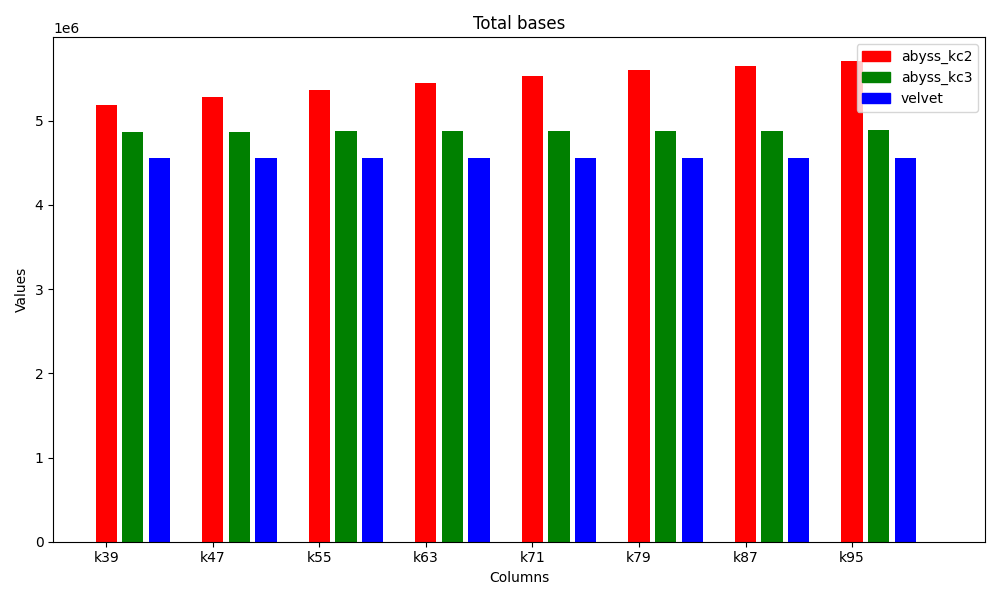 Total bases
1e6
abyss_kc2
abyss_kc3
velvet
Values
5
4
3
2
1
0
k39 k47 k55 k63 k71 k79 k87 k95
Columns